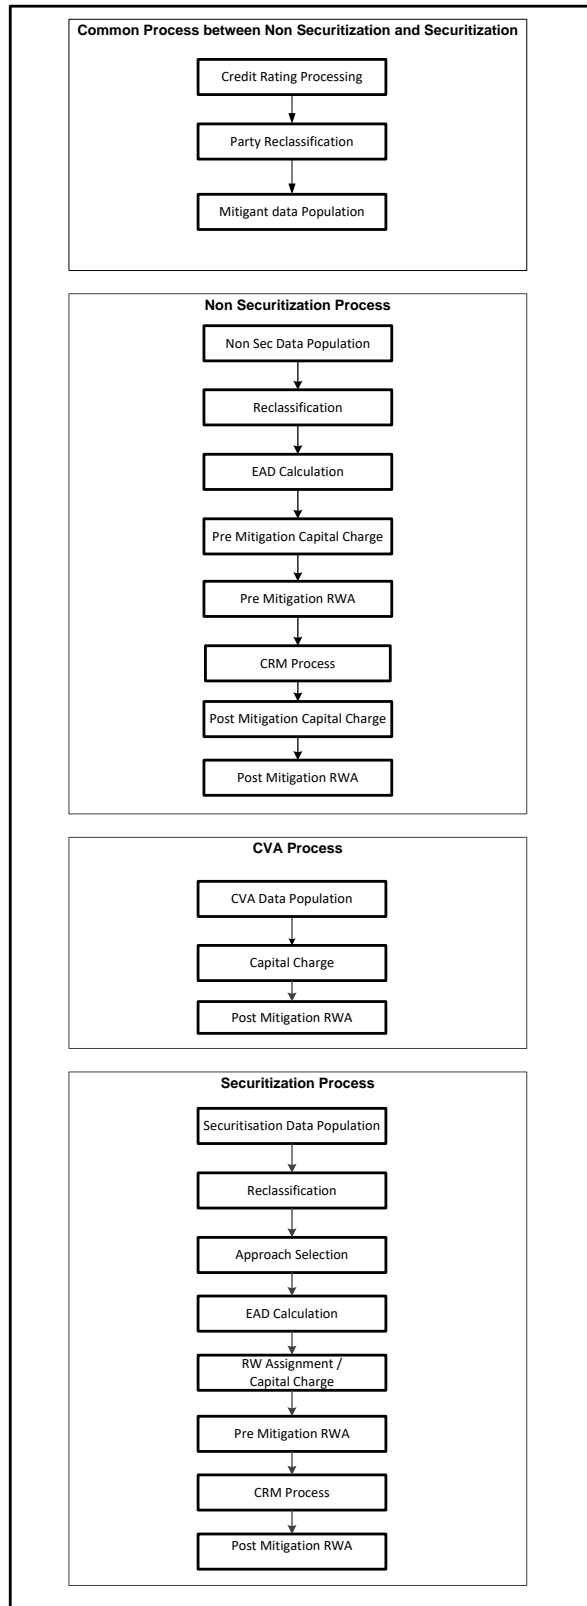 Common Process between Non Securitization and Securitization
Credit Rating Processing
Party Reclassification
Mitigant data Population
Non Securitization Process
Non Sec Data Population
Reclassification
EAD Calculation
Pre Mitigation Capital Charge
Pre Mitigation RWA
CRM Process
Post Mitigation Capital Charge
Post Mitigation RWA
CVA Process
CVA Data Population
Capital Charge
Post Mitigation RWA
Securitization Process
Securitisation Data Population
Reclassification
Approach Selection
EAD Calculation
RW Assignment /
Capital Charge
Pre Mitigation RWA
CRM Process
Post Mitigation RWA